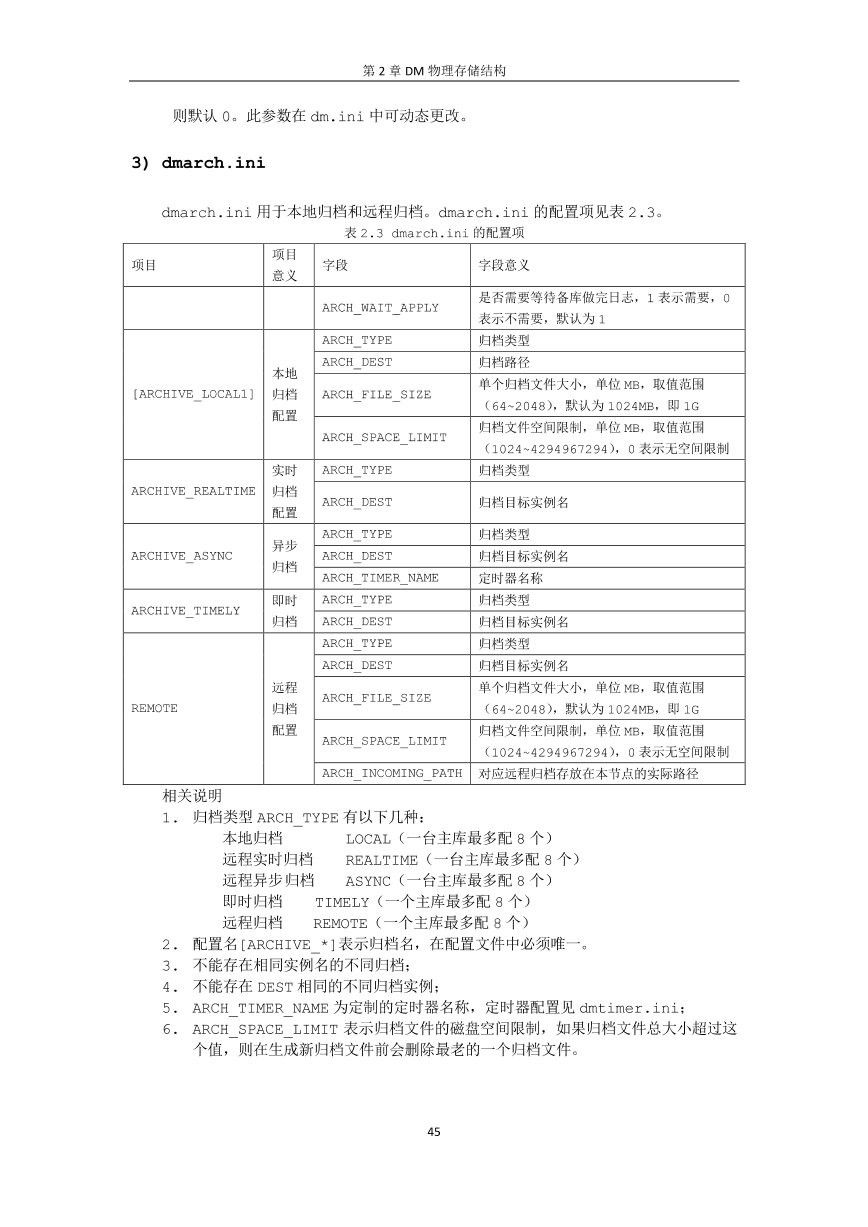 第 2 章 DM 物理存储结构
则默认 0。此参数在 dm.ini 中可动态更改。
3) dmarch.ini
dmarch.ini 用于本地归档和远程归档。dmarch.ini 的配置项见表 2.3。
表 2.3 dmarch.ini 的配置项
项目 项目意义 字段 字段意义
ARCH_WAIT_APPLY 是否需要等待备库做完日志，1 表示需要，0
表示不需要，默认为 1
[ARCHIVE_LOCAL1] 本地归档配置 ARCH_TYPE 归档类型
ARCH_DEST 归档路径
ARCH_FILE_SIZE 单个归档文件大小，单位 MB，取值范围
（64~2048），默认为 1024MB，即 1G
ARCH_SPACE_LIMIT 归档文件空间限制，单位 MB，取值范围
（1024~4294967294），0 表示无空间限制
ARCHIVE_REALTIME 实时归档配置 ARCH_TYPE 归档类型
ARCH_DEST 归档目标实例名
ARCHIVE_ASYNC 异步归档 ARCH_TYPE 归档类型
ARCH_DEST 归档目标实例名
ARCH_TIMER_NAME 定时器名称
ARCHIVE_TIMELY 即时归档 ARCH_TYPE 归档类型
ARCH_DEST 归档目标实例名
REMOTE 远程归档配置 ARCH_TYPE 归档类型
ARCH_DEST 归档目标实例名
ARCH_FILE_SIZE 单个归档文件大小，单位 MB，取值范围
（64~2048），默认为 1024MB，即 1G
ARCH_SPACE_LIMIT 归档文件空间限制，单位 MB，取值范围
（1024~4294967294），0 表示无空间限制
ARCH_INCOMING_PATH 对应远程归档存放在本节点的实际路径
相关说明
1. 归档类型 ARCH_TYPE 有以下几种：
本地归档 LOCAL（一台主库最多配 8 个）
远程实时归档 REALTIME（一台主库最多配 8 个）
远程异步归档 ASYNC（一台主库最多配 8 个）
即时归档 TIMELY（一个主库最多配 8 个）
远程归档 REMOTE（一个主库最多配 8 个）
2. 配置名[ARCHIVE_*]表示归档名，在配置文件中必须唯一。
3. 不能存在相同实例名的不同归档；
4. 不能存在 DEST 相同的不同归档实例；
5. ARCH_TIMER_NAME 为定制的定时器名称，定时器配置见 dmtimer.ini；
6. ARCH_SPACE_LIMIT 表示归档文件的磁盘空间限制，如果归档文件总大小超过这
个值，则在生成新归档文件前会删除最老的一个归档文件。
45